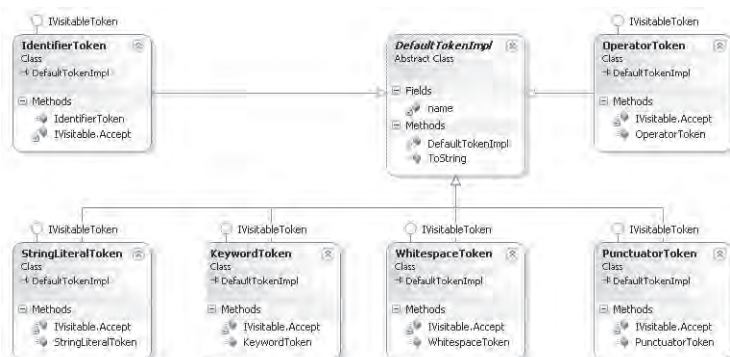 IVisitableToken
IdentifierToken
Class
DefaultTokenImpl
Methods
IdentifierToken
IVisitable.Accept
DefaultTokenImpl
Abstract Class
Fields
name
Methods
DefaultTokenImpl
ToString
IVisitableToken
OperatorToken
Class
DefaultTokenImpl
Methods
IVisitable.Accept
OperatorToken
IVisitableToken
StringLiteralToken
Class
DefaultTokenImpl
Methods
IVisitable.Accept
StringLiteralToken
IVisitableToken
KeywordToken
Class
DefaultTokenImpl
Methods
IVisitable.Accept
KeywordToken
IVisitableToken
WhitespaceToken
Class
DefaultTokenImpl
Methods
IVisitable.Accept
WhitespaceToken
IVisitableToken
PunctuatorToken
Class
DefaultTokenImpl
Methods
IVisitable.Accept
PunctuatorToken